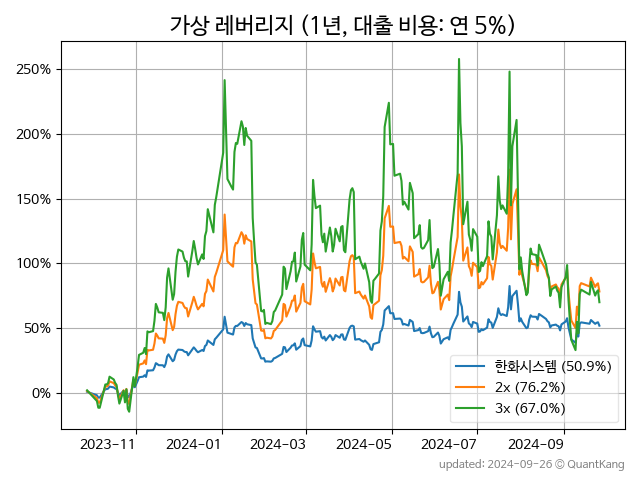 가상 레버리지 (1년, 대출 비용: 연 5%)
250%
200%
150%
100%
50%
0%
한화시스템 (50.9%)
2x (76.2%)
3x (67.0%)
2023-11
2024-01
2024-03
2024-05
2024-07
2024-09
updated: 2024-09-26 © QuantKang